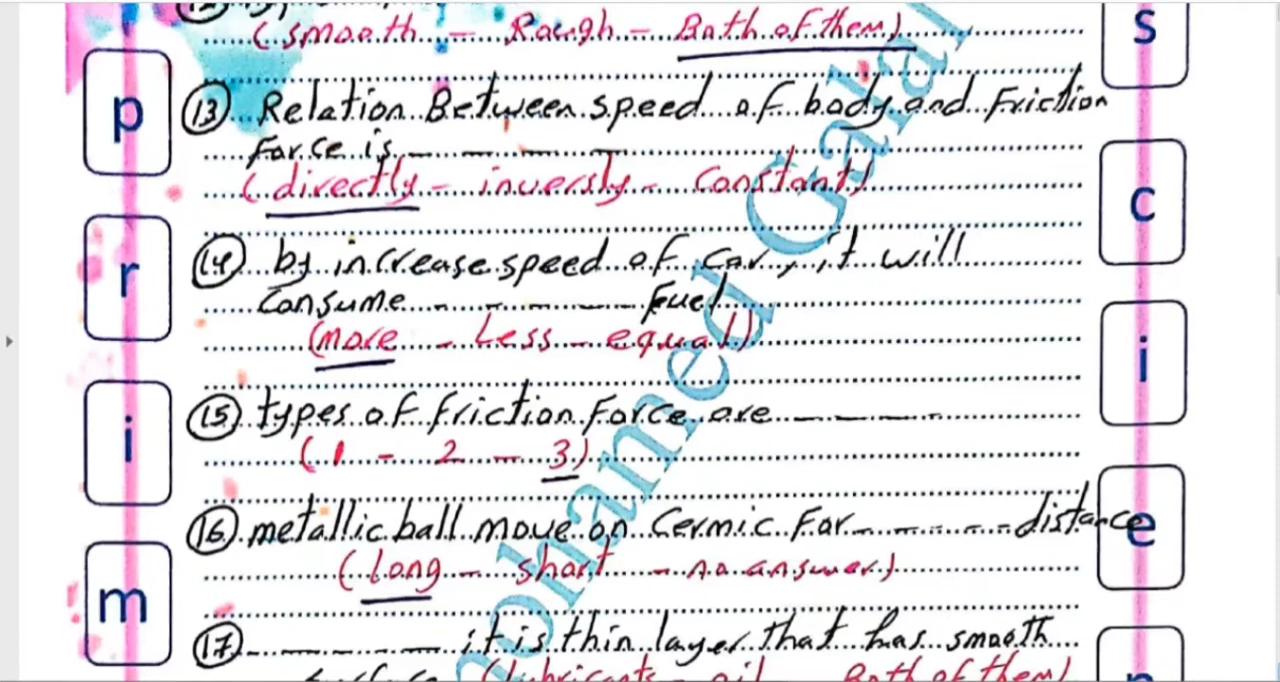 (smooth - Rough - Both of them)
p
s
13 Relation Between speed of body and Friction
Force is
(directly - inversly - Constant)
c
r
14 by increase speed of car, it will
Consume Fuel
(more - Less - equal)
i
15 types of friction Force are
i
(1 - 2 - 3)
16 metallic ball move on Cermic For distance
e
(Long - short - no answer)
m
17 it is thin layer that has smooth
surface (lubricants - oil - Both of them)